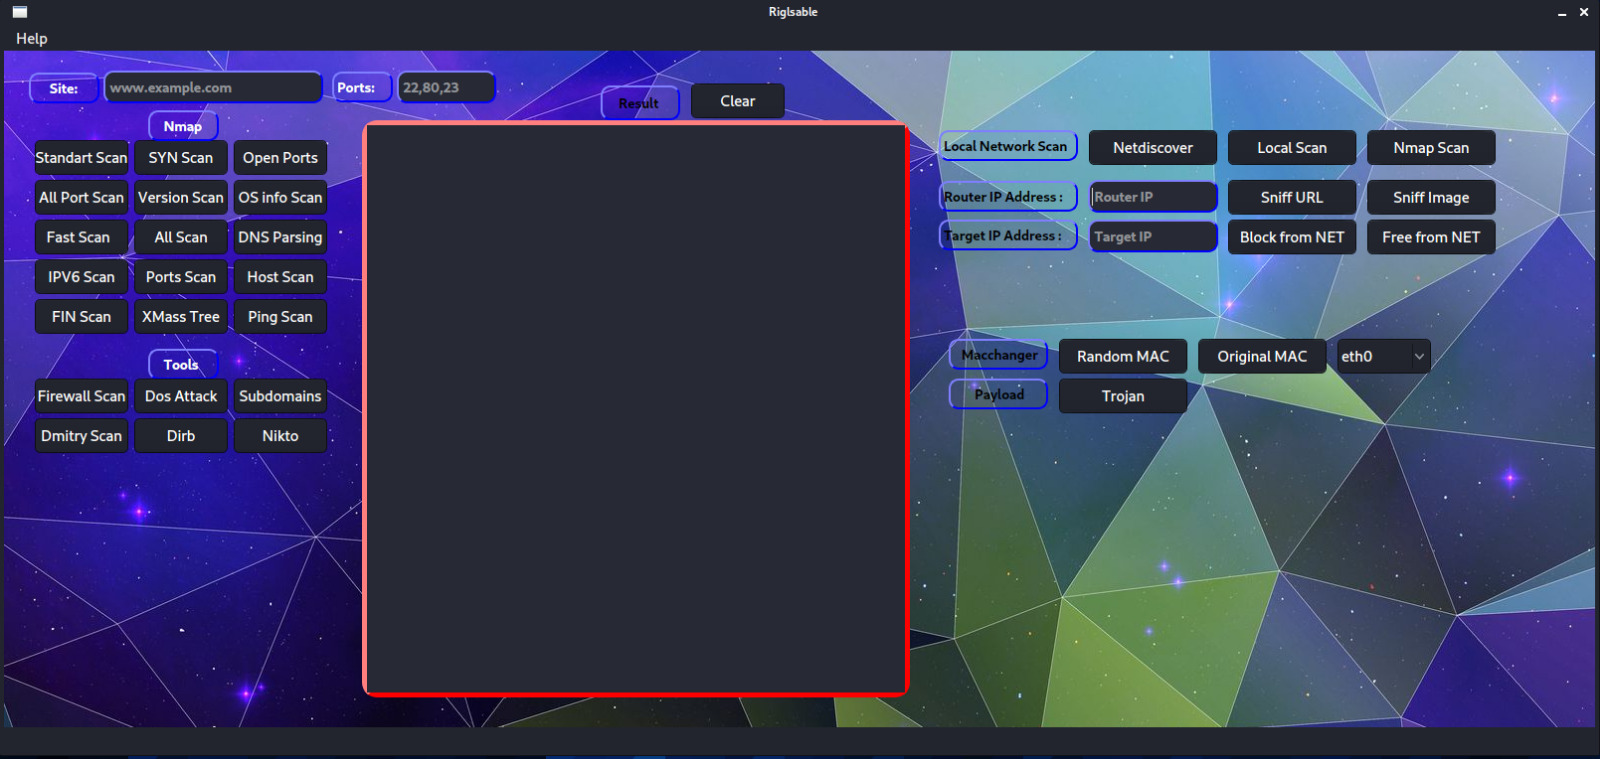 Riglsable
Help
Site: www.example.com Ports: 22,80,23
Result Clear
Nmap
Standart Scan SYN Scan Open Ports
All Port Scan Version Scan OS info Scan
Fast Scan All Scan DNS Parsing
IPV6 Scan Ports Scan Host Scan
FIN Scan XMass Tree Ping Scan
Tools
Firewall Scan Dos Attack Subdomains
Dmitry Scan Dirb Nikto
Local Network Scan Netdiscover Local Scan Nmap Scan
Router IP Address : Router IP Sniff URL Sniff Image
Target IP Address : Target IP Block from NET Free from NET
Macchanger Random MAC Original MAC eth0
Payload Trojan